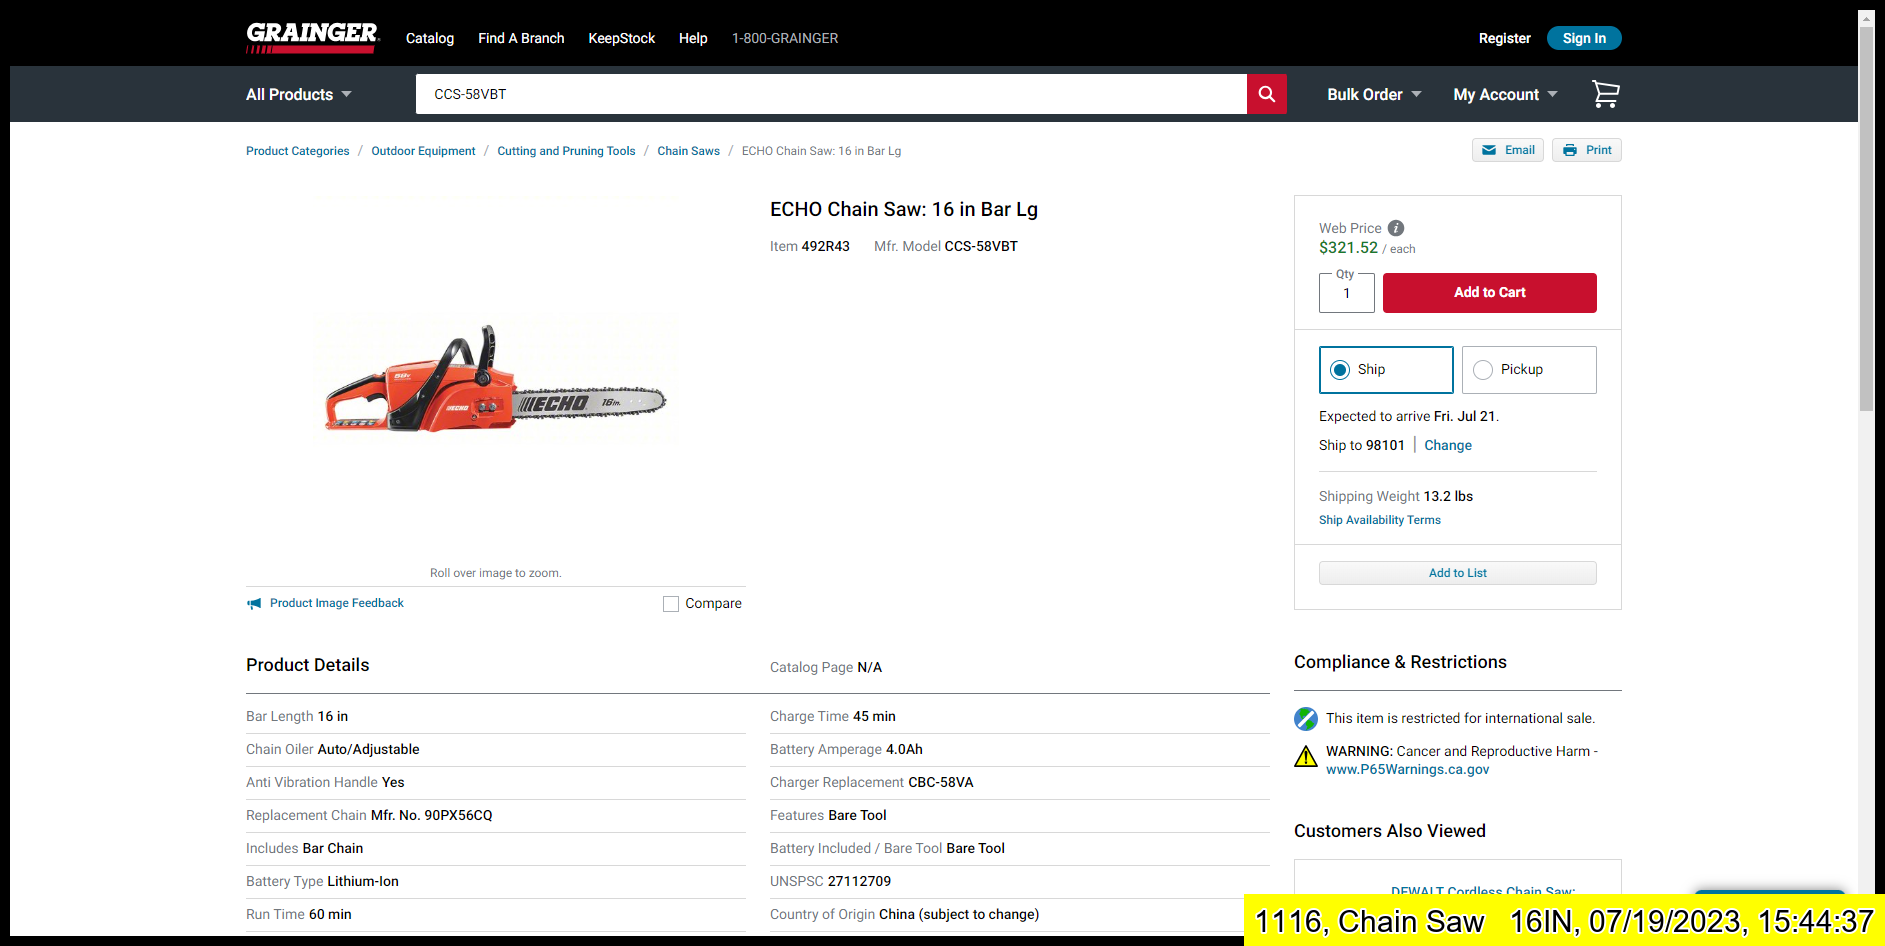 GRAINGER
Catalog Find A Branch KeepStock Help 1-800-GRAINGER Register Sign In
All Products CCS-58VBT Bulk Order My Account
Product Categories / Outdoor Equipment / Cutting and Pruning Tools / Chain Saws / ECHO Chain Saw: 16 in Bar Lg
Email Print
ECHO Chain Saw: 16 in Bar Lg
Item 492R43 Mfr. Model CCS-58VBT
Web Price
$321.52 / each
Qty
1
Add to Cart
Ship Pickup
Expected to arrive Fri. Jul 21.
Ship to 98101 | Change
Shipping Weight 13.2 lbs
Ship Availability Terms
Add to List
58V
ECHO
ECHO 16in.
Roll over image to zoom.
Product Image Feedback Compare
Product Details
Catalog Page N/A
Bar Length 16 in
Chain Oiler Auto/Adjustable
Anti Vibration Handle Yes
Replacement Chain Mfr. No. 90PX56CQ
Includes Bar Chain
Battery Type Lithium-Ion
Run Time 60 min
Charge Time 45 min
Battery Amperage 4.0Ah
Charger Replacement CBC-58VA
Features Bare Tool
Battery Included / Bare Tool Bare Tool
UNSPSC 27112709
Country of Origin China (subject to change)
Compliance & Restrictions
This item is restricted for international sale.
WARNING: Cancer and Reproductive Harm -
www.P65Warnings.ca.gov
Customers Also Viewed
DEWALT Cordless Chain Saw:
1116, Chain Saw 16IN, 07/19/2023, 15:44:37